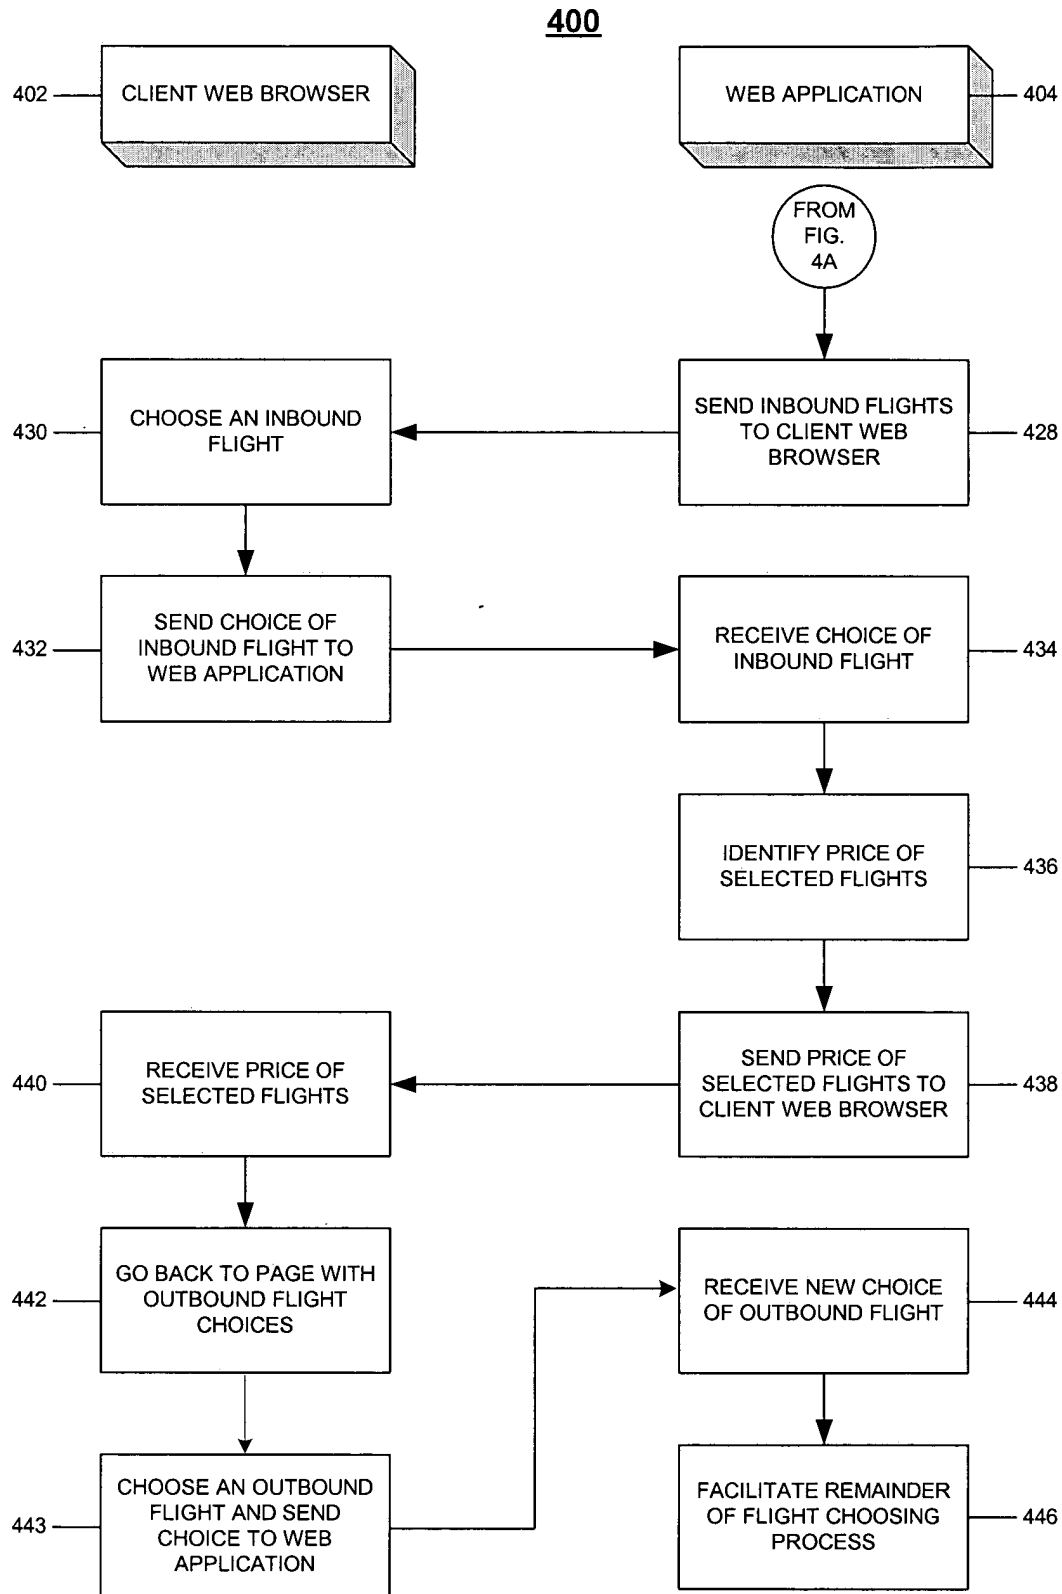 400
402
CLIENT WEB BROWSER
WEB APPLICATION
404
FROM
FIG.
4A
430
CHOOSE AN INBOUND
FLIGHT
SEND INBOUND FLIGHTS
TO CLIENT WEB
BROWSER
428
432
SEND CHOICE OF
INBOUND FLIGHT TO
WEB APPLICATION
RECEIVE CHOICE OF
INBOUND FLIGHT
434
IDENTIFY PRICE OF
SELECTED FLIGHTS
436
440
RECEIVE PRICE OF
SELECTED FLIGHTS
SEND PRICE OF
SELECTED FLIGHTS TO
CLIENT WEB BROWSER
438
442
GO BACK TO PAGE WITH
OUTBOUND FLIGHT
CHOICES
RECEIVE NEW CHOICE
OF OUTBOUND FLIGHT
444
443
CHOOSE AN OUTBOUND
FLIGHT AND SEND
CHOICE TO WEB
APPLICATION
FACILITATE REMAINDER
OF FLIGHT CHOOSING
PROCESS
446